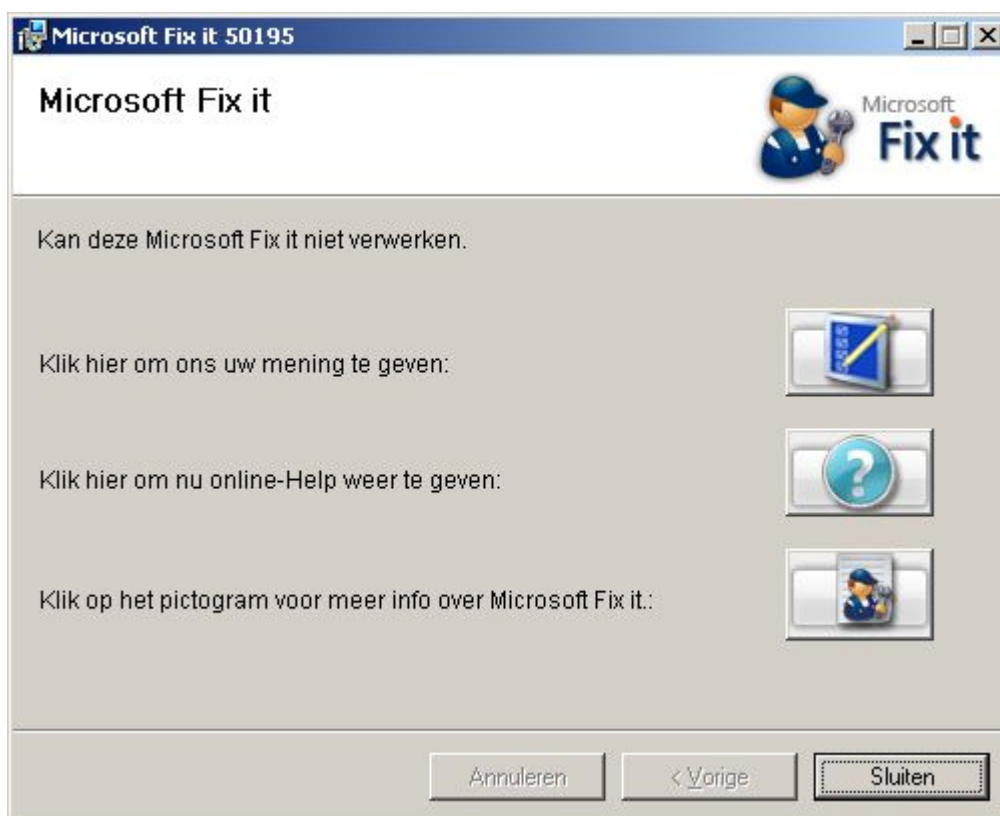 Microsoft Fix it 50195
Microsoft Fix it
Microsoft
Fix it
Kan deze Microsoft Fix it niet verwerken.
Klik hier om ons uw mening te geven:
Klik hier om nu online-Help weer te geven:
Klik op het pictogram voor meer info over Microsoft Fix it.:
Annuleren
< Vorige
Sluiten